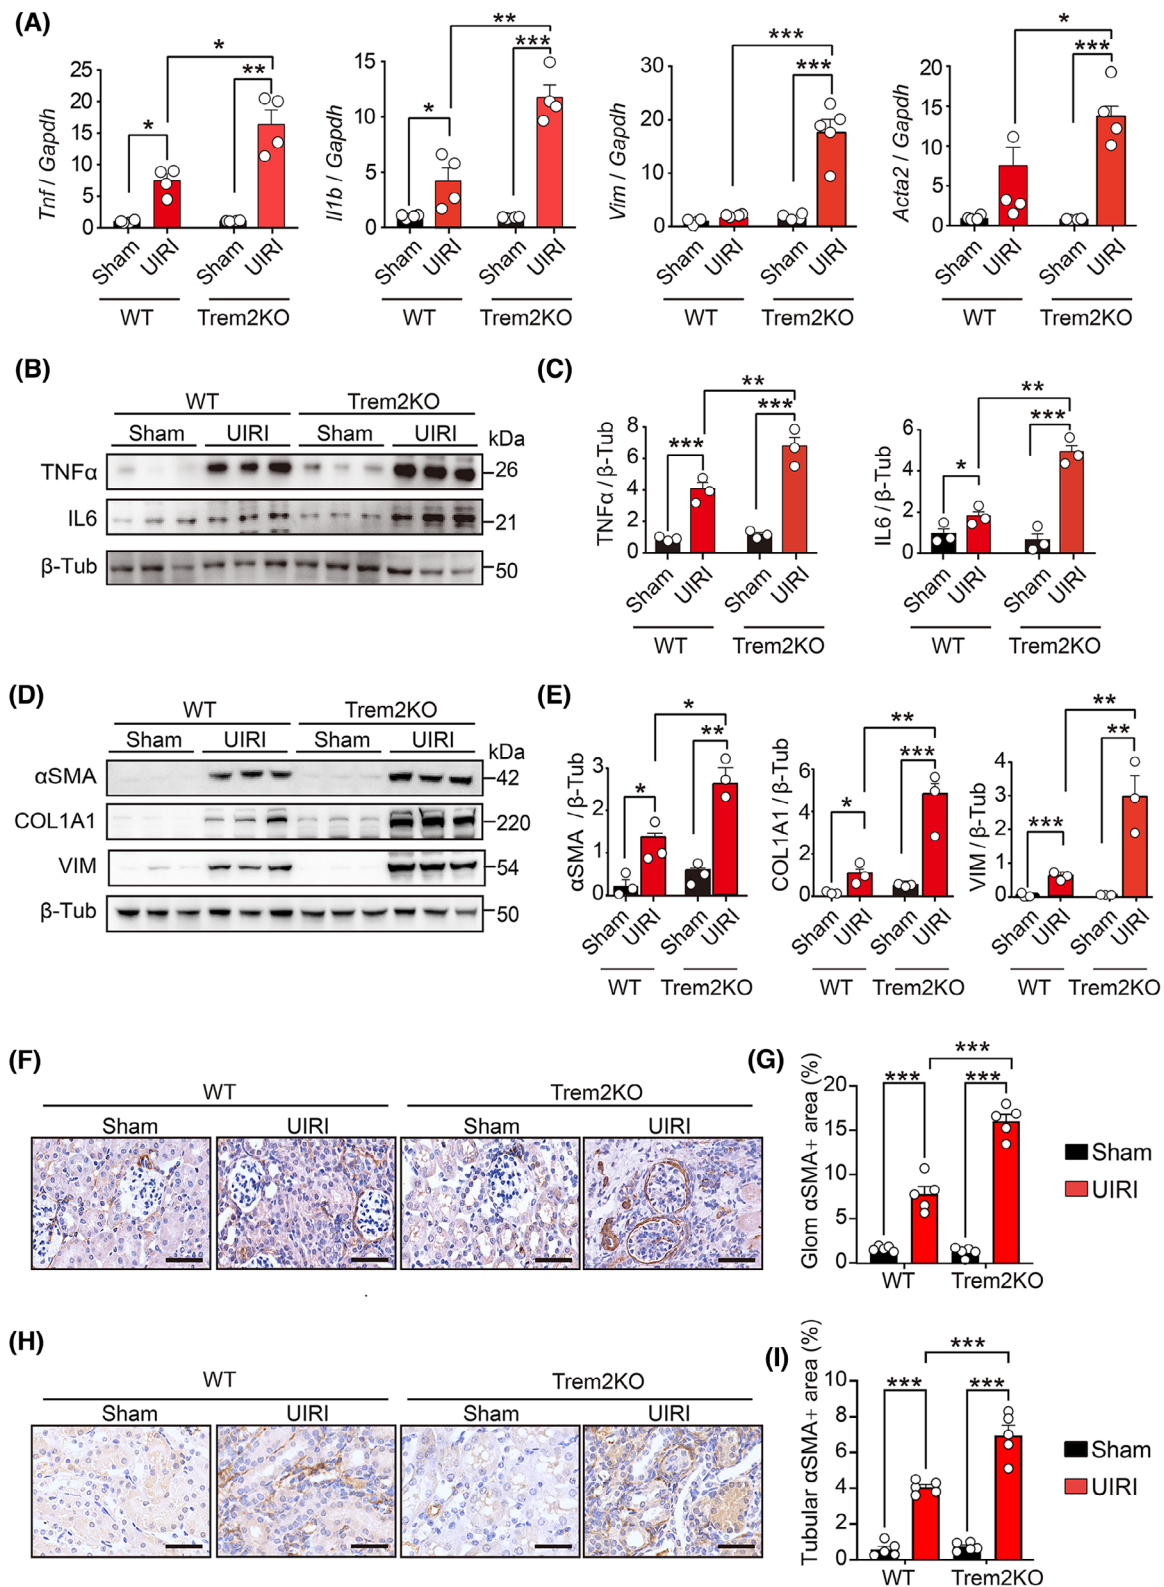 (A)
Tnf / Gapdh
25
20
15
10
5
0
*
*
**
Sham
UIRI
Sham
UIRI
WT
Trem2KO
Il1b / Gapdh
15
10
5
0
*
**
***
Sham
UIRI
Sham
UIRI
WT
Trem2KO
Vim / Gapdh
30
20
10
0
***
***
Sham
UIRI
Sham
UIRI
WT
Trem2KO
Acta2 / Gapdh
20
15
10
5
0
*
***
Sham
UIRI
Sham
UIRI
WT
Trem2KO
(B)
WT Trem2KO
Sham UIRI Sham UIRI kDa
TNFα 26
IL6 21
β-Tub 50
(C)
TNFα / β-Tub
8
6
4
2
0
***
**
***
Sham
UIRI
Sham
UIRI
WT
Trem2KO
IL6 / β-Tub
6
4
2
0
*
**
***
Sham
UIRI
Sham
UIRI
WT
Trem2KO
(D)
WT Trem2KO
Sham UIRI Sham UIRI kDa
αSMA 42
COL1A1 220
VIM 54
β-Tub 50
(E)
αSMA / β-Tub
3
2
1
0
*
*
**
Sham
UIRI
Sham
UIRI
WT
Trem2KO
COL1A1 / β-Tub
6
4
2
0
*
**
***
Sham
UIRI
Sham
UIRI
WT
Trem2KO
VIM / β-Tub
4
3
2
1
0
***
**
**
Sham
UIRI
Sham
UIRI
WT
Trem2KO
(F)
WT Trem2KO
Sham UIRI Sham UIRI
(G)
Glom αSMA+ area (%)
20
15
10
5
0
***
***
***
WT Trem2KO
Sham
UIRI
(H)
WT Trem2KO
Sham UIRI Sham UIRI
(I)
Tubular αSMA+ area (%)
10
8
6
4
2
0
***
***
***
WT Trem2KO
Sham
UIRI